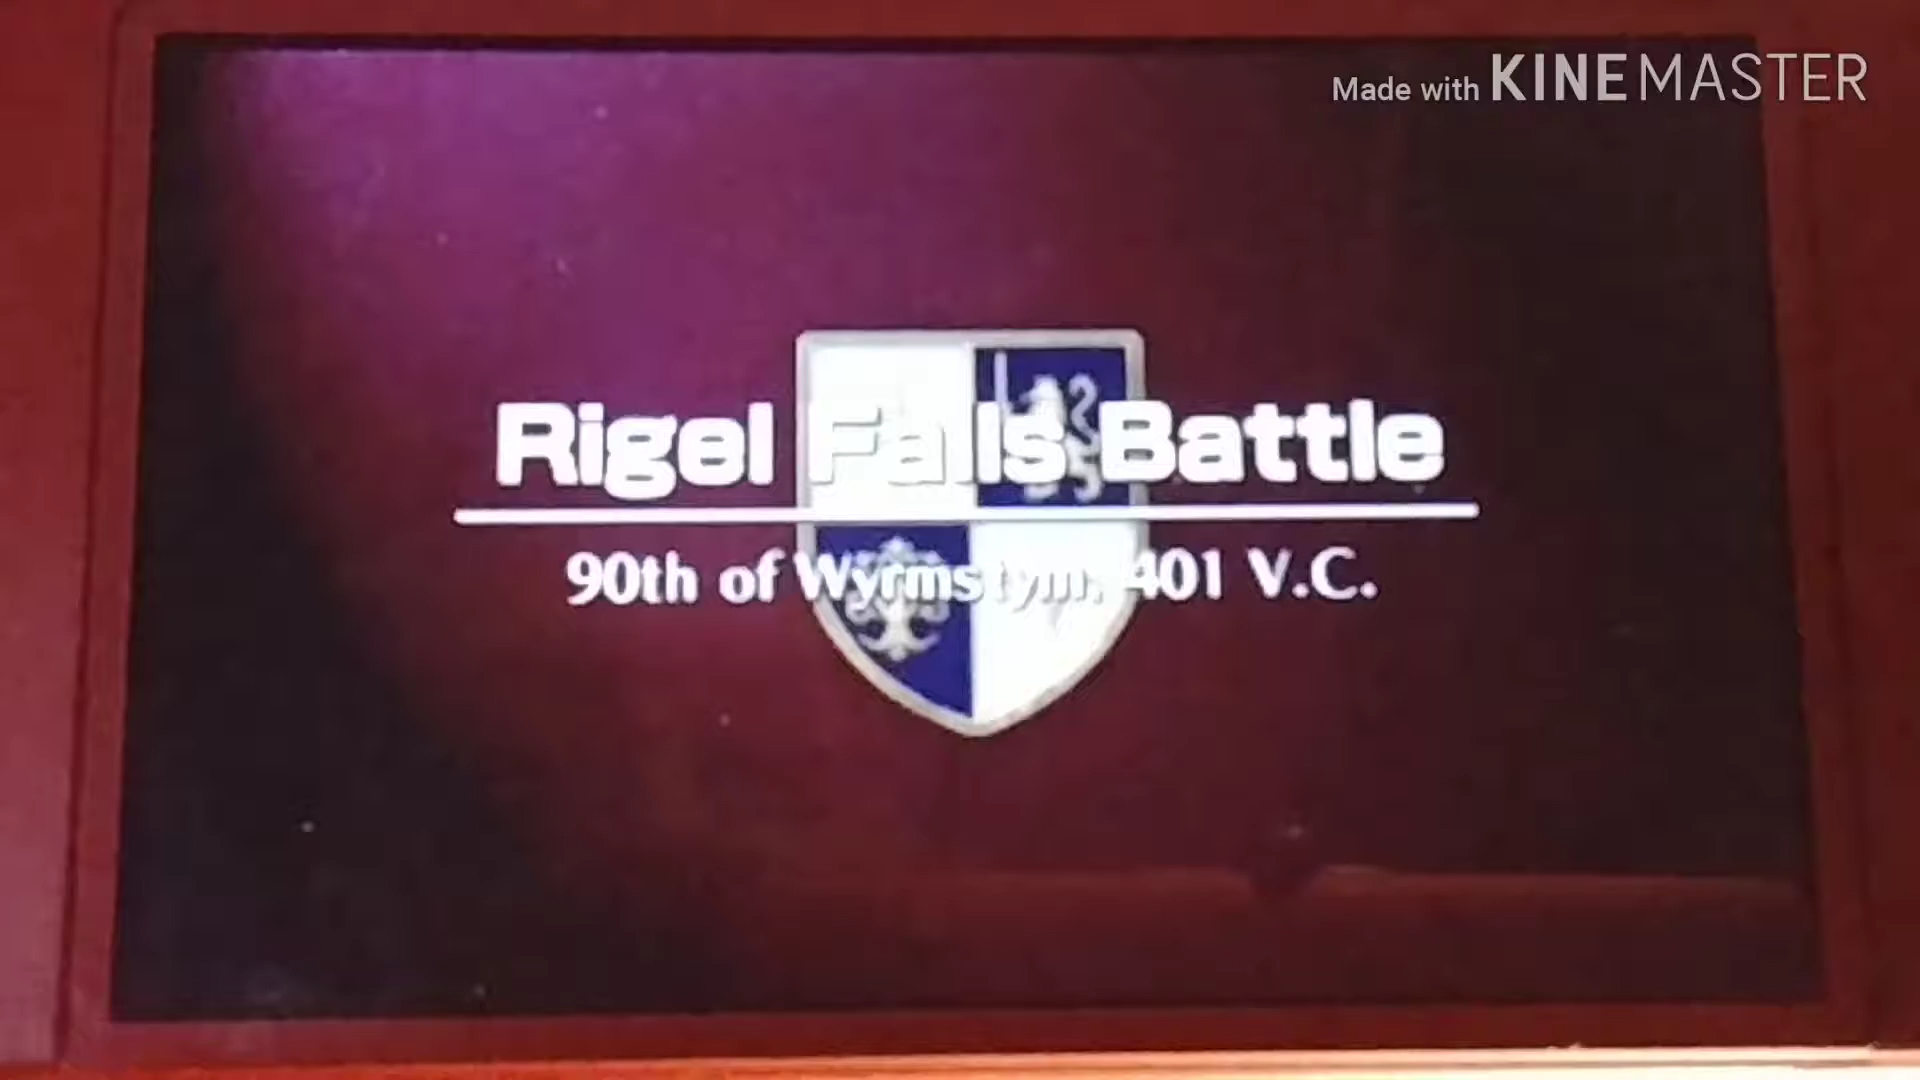 Made with KINEMASTER
Rigel Falls Battle
90th of Wyrmstym, 401 V.C.